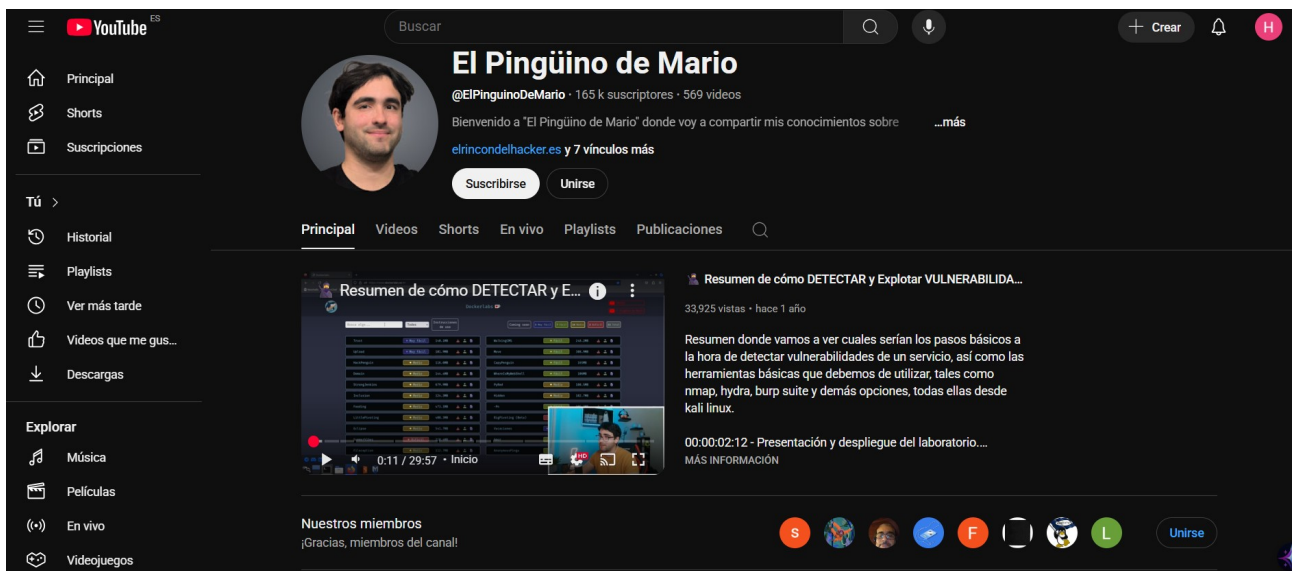 YouTube ES
Buscar
Crear
H
Principal
Shorts
Suscripciones
Tú
Historial
Playlists
Ver más tarde
Videos que me gus...
Descargas
Explorar
Música
Películas
En vivo
Videojuegos
El Pingüino de Mario
@ElPinguinoDeMario · 165 k suscriptores · 569 videos
Bienvenido a "El Pingüino de Mario" donde voy a compartir mis conocimientos sobre ...más
elrincondelhacker.es y 7 vínculos más
Suscribirse Unirse
Principal Videos Shorts En vivo Playlists Publicaciones
Resumen de cómo DETECTAR y E...
0:11 / 29:57 • Inicio
HD
Resumen de cómo DETECTAR y Explotar VULNERABILIDA...
33,925 vistas • hace 1 año
Resumen donde vamos a ver cuales serían los pasos básicos a
la hora de detectar vulnerabilidades de un servicio, así como las
herramientas básicas que debemos de utilizar, tales como
nmap, hydra, burp suite y demás opciones, todas ellas desde
kali linux.
00:00:02:12 - Presentación y despliegue del laboratorio....
MÁS INFORMACIÓN
Nuestros miembros
¡Gracias, miembros del canal!
S
F
L
Unirse